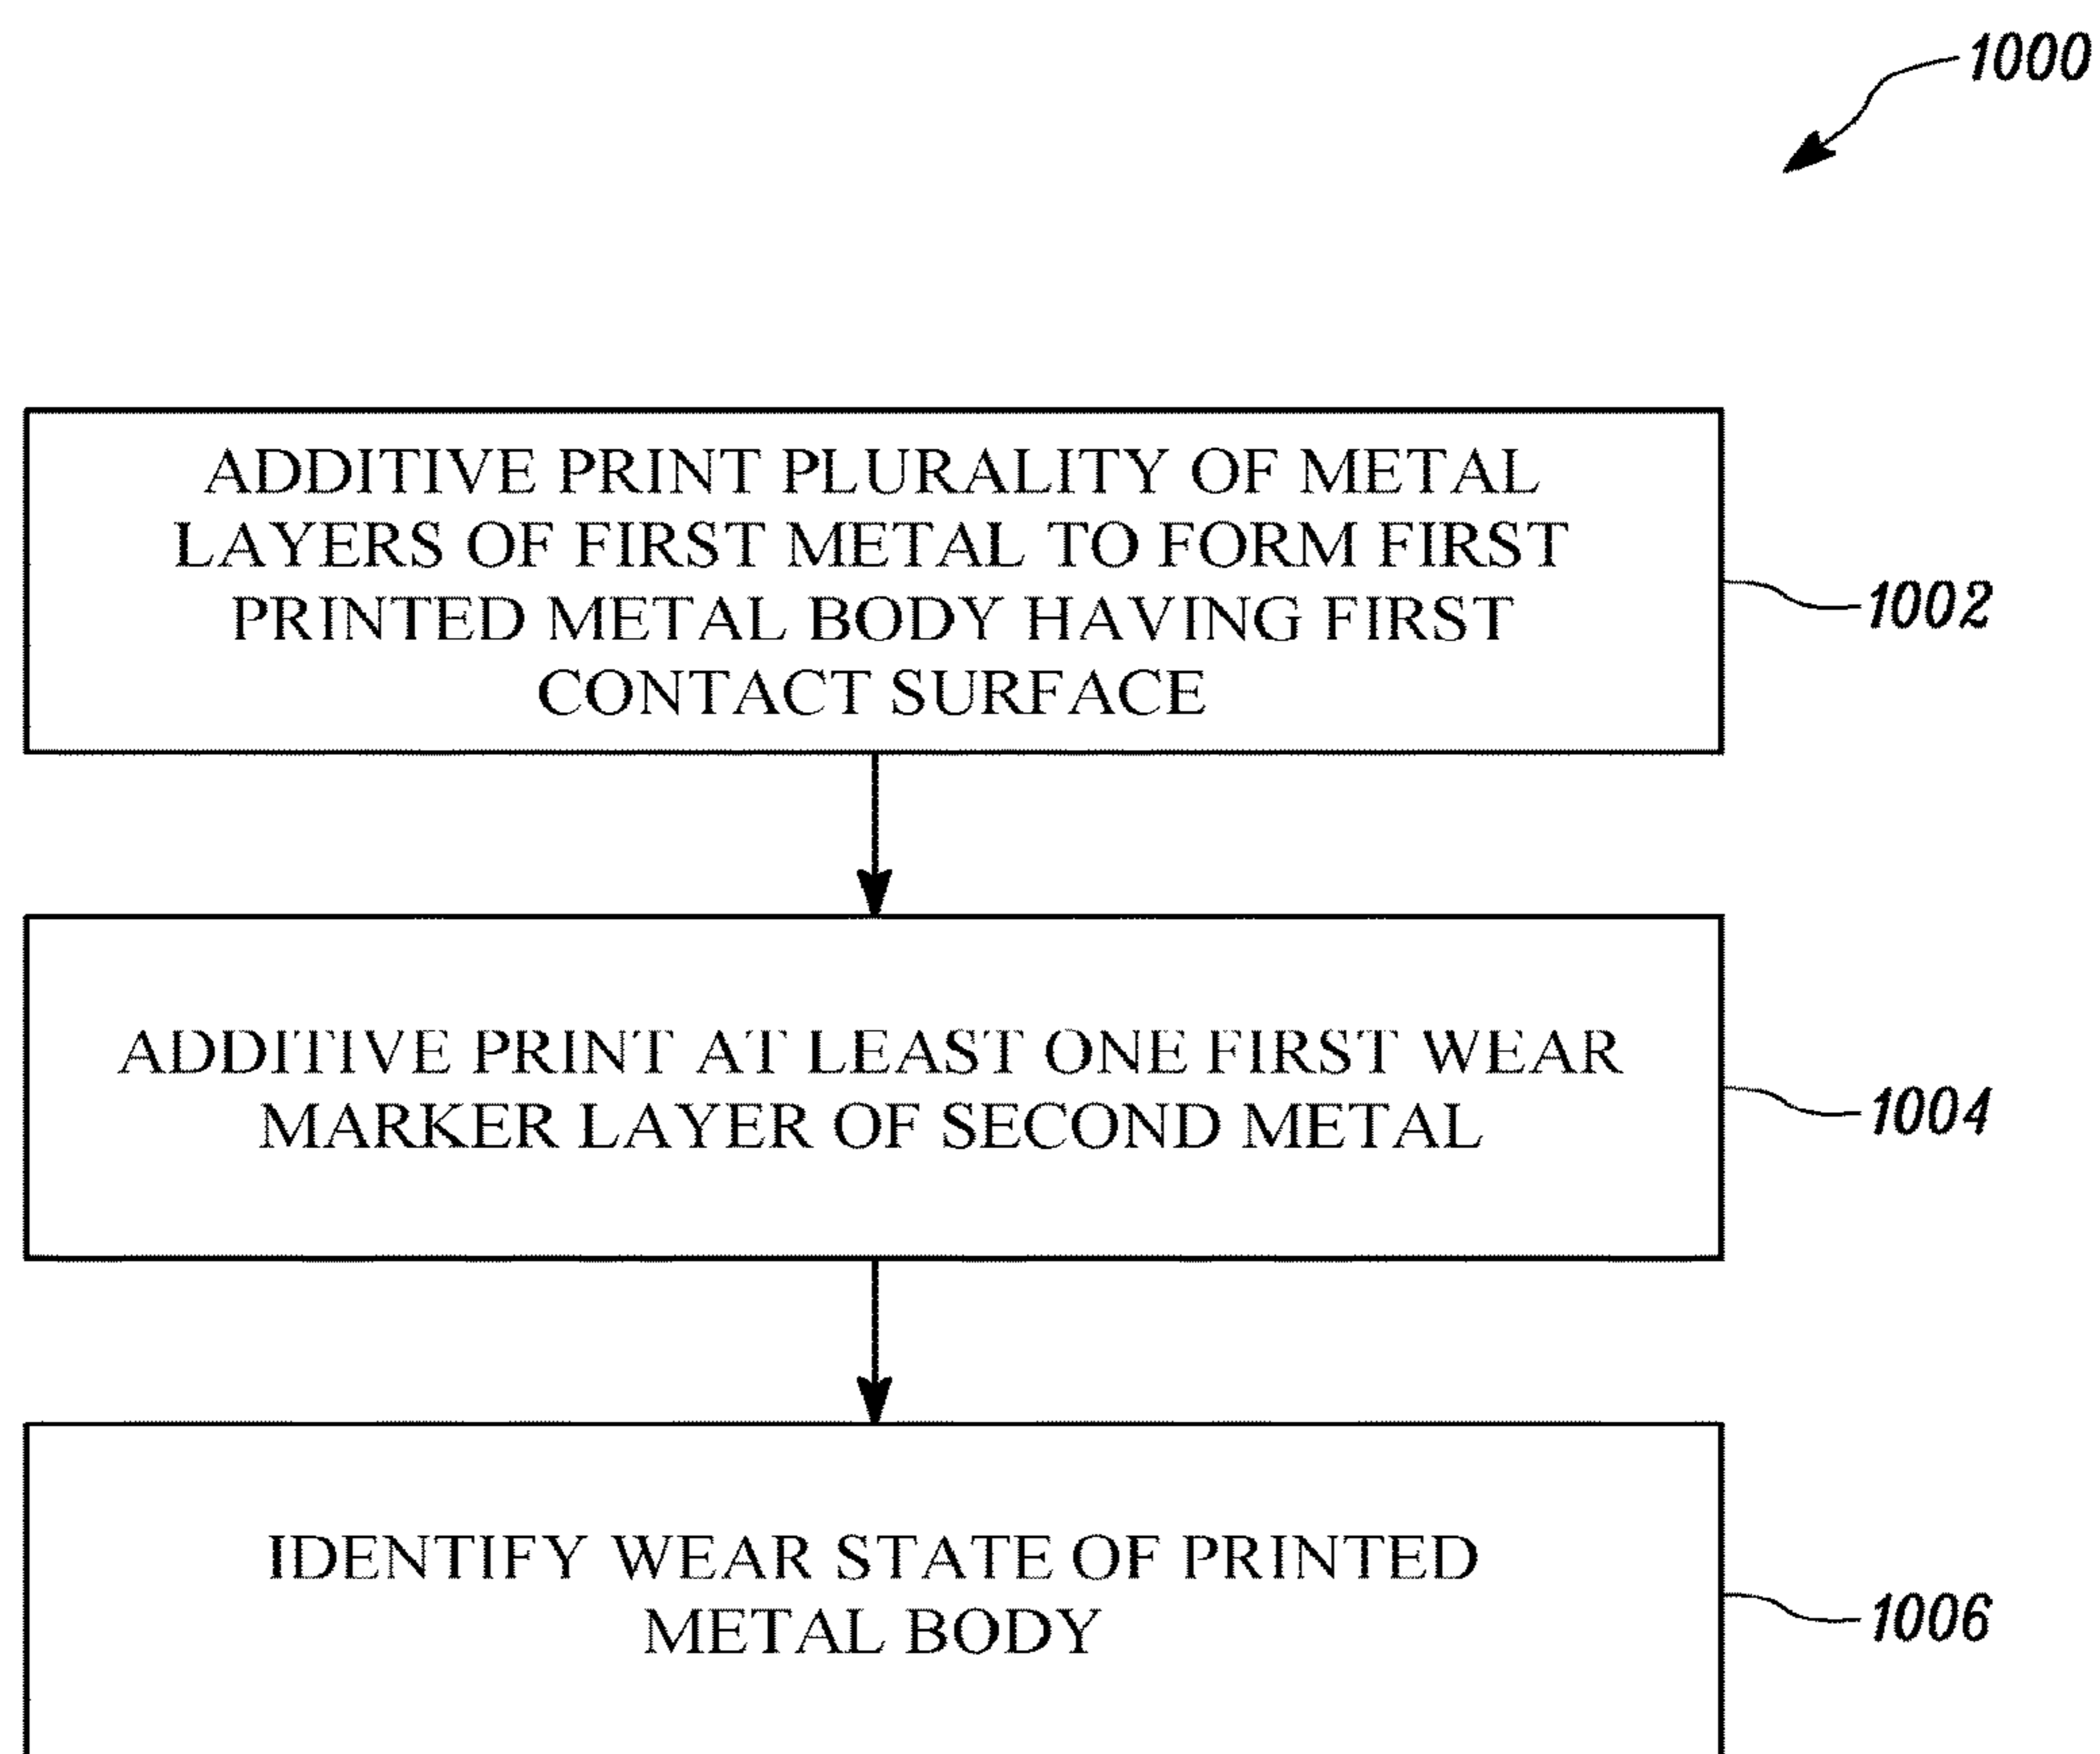 1000
ADDITIVE PRINT PLURALITY OF METAL
LAYERS OF FIRST METAL TO FORM FIRST
PRINTED METAL BODY HAVING FIRST
CONTACT SURFACE
1002
ADDITIVE PRINT AT LEAST ONE FIRST WEAR
MARKER LAYER OF SECOND METAL
1004
IDENTIFY WEAR STATE OF PRINTED
METAL BODY
1006